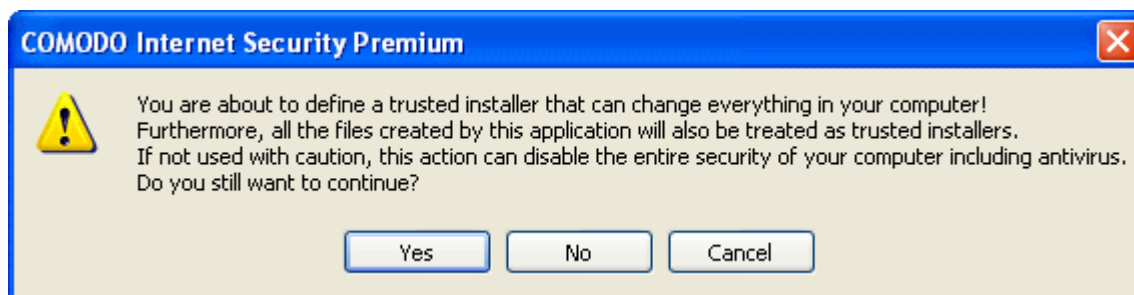 COMODO Internet Security Premium
You are about to define a trusted installer that can change everything in your computer!
Furthermore, all the files created by this application will also be treated as trusted installers.
If not used with caution, this action can disable the entire security of your computer including antivirus.
Do you still want to continue?
Yes No Cancel